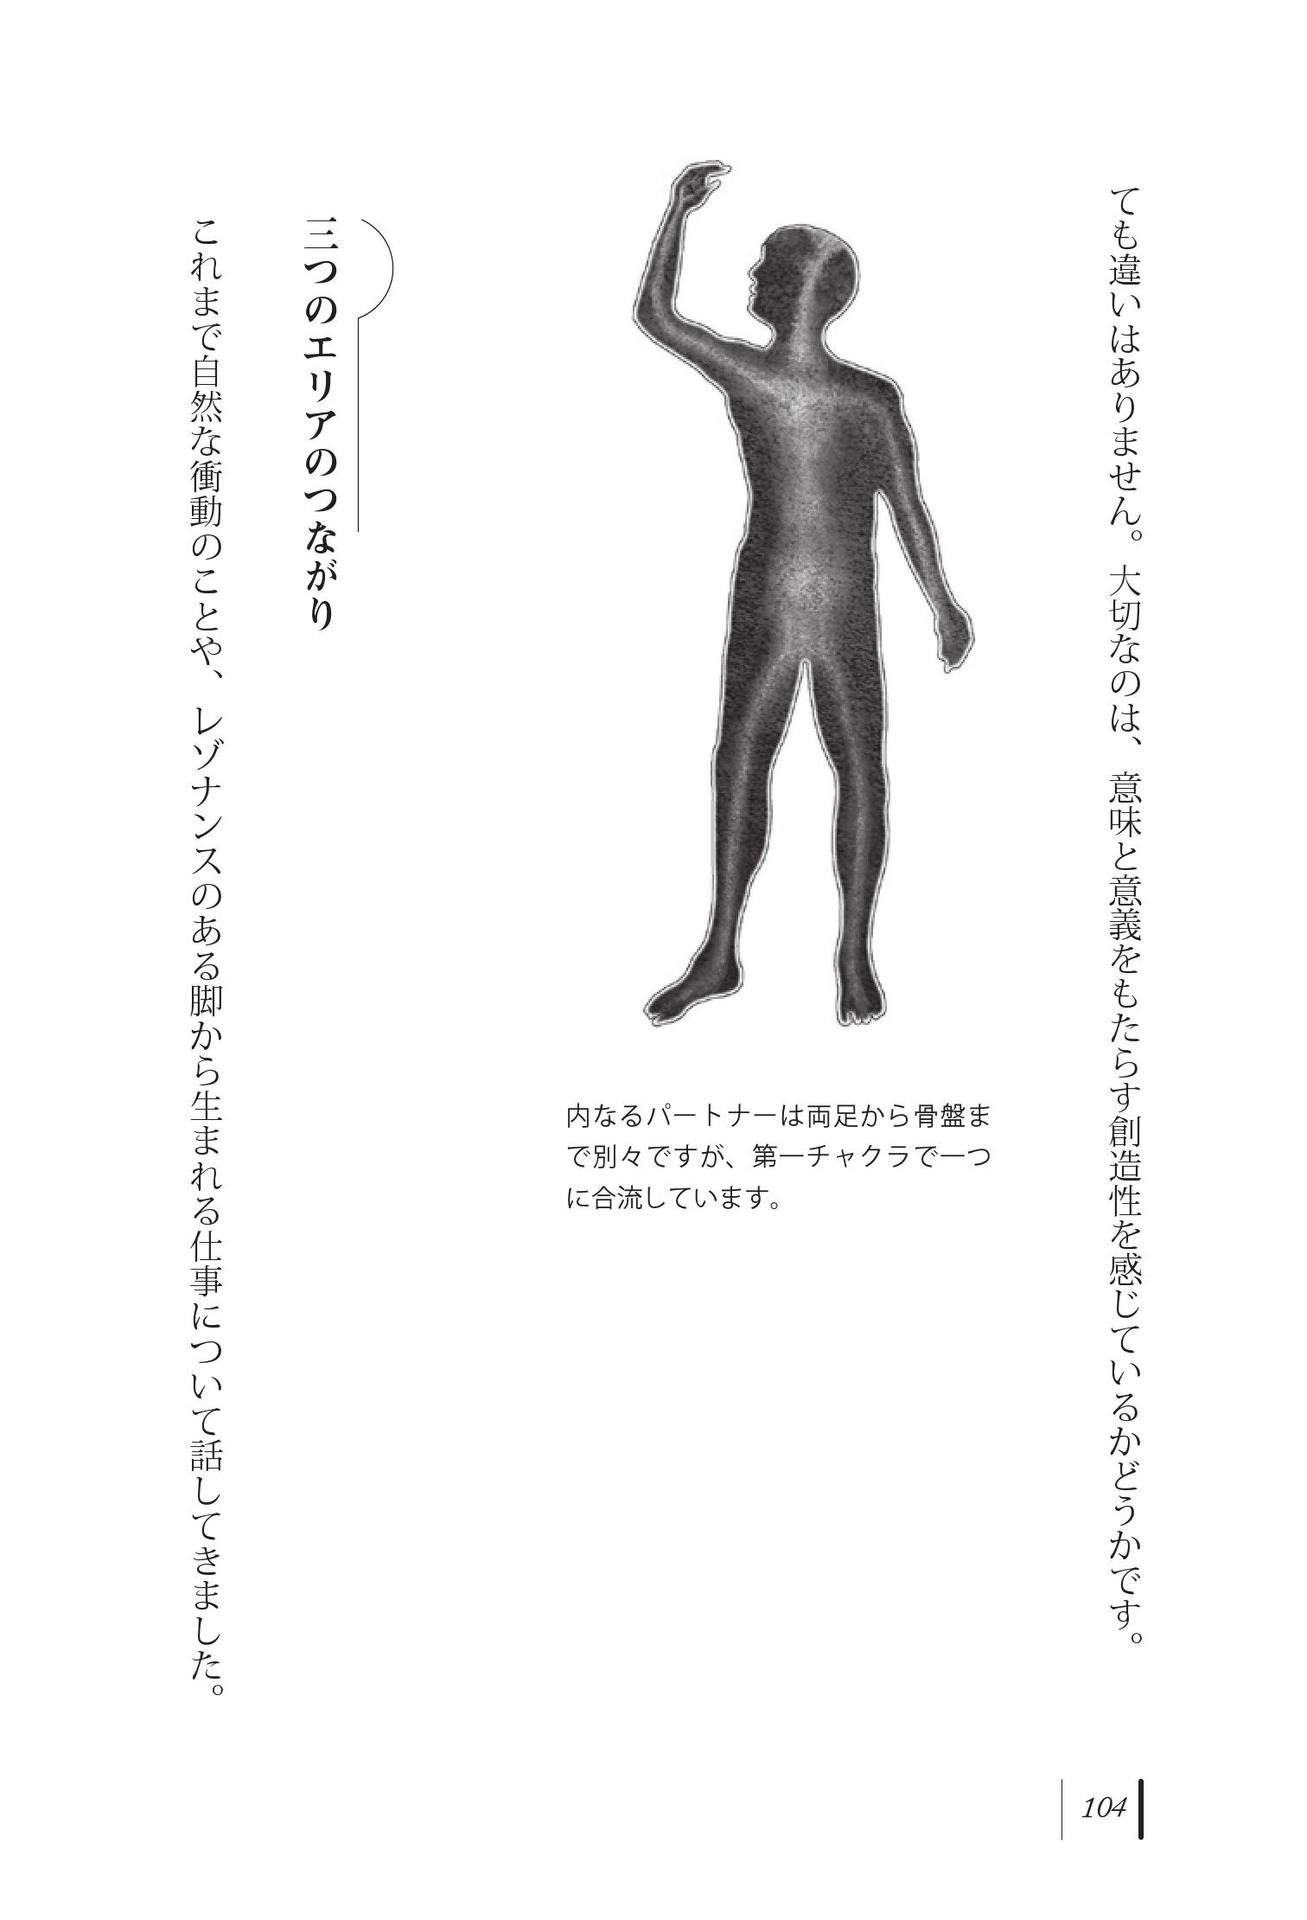 ても違いはありません。大切なのは、意味と意義をもたらす創造性を感じているかどうかです。
内なるパートナーは両足から骨盤ま
で別々ですが、第一チャクラで一つ
に合流しています。
三つのエリアのつながり
これまで自然な衝動のことや、レゾナンスのある脚から生まれる仕事について話してきました。
104